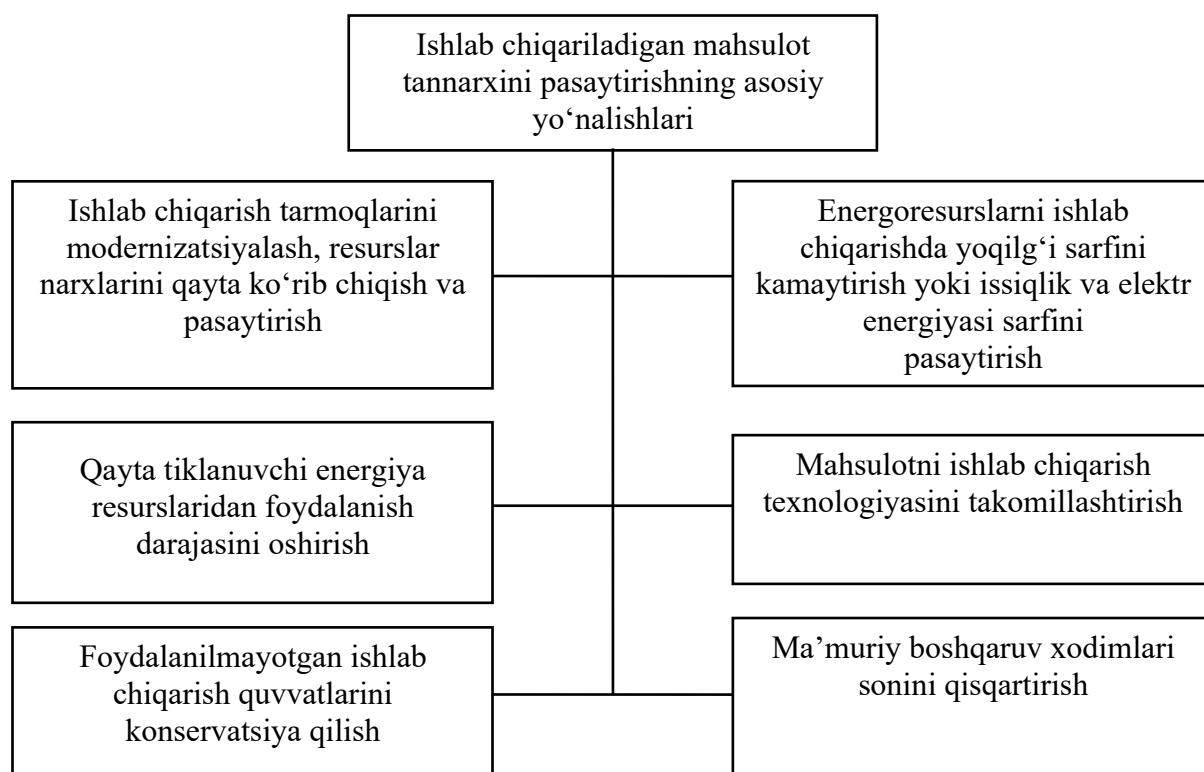 Ishlab chiqariladigan mahsulot
tannarxini pasaytirishning asosiy
yo‘nalishlari
Ishlab chiqarish tarmoqlarini
modernizatsiyalash, resurslar
narxlarini qayta ko‘rib chiqish va
pasaytirish
Energoresurslarni ishlab
chiqarishda yoqilg‘i sarfini
kamaytirish yoki issiqlik va elektr
energiyasi sarfini
pasaytirish
Qayta tiklanuvchi energiya
resurslaridan foydalanish
darajasini oshirish
Mahsulotni ishlab chiqarish
texnologiyasini takomillashtirish
Foydalanilmayotgan ishlab
chiqarish quvvatlarini
konservatsiya qilish
Ma’muriy boshqaruv xodimlari
sonini qisqartirish